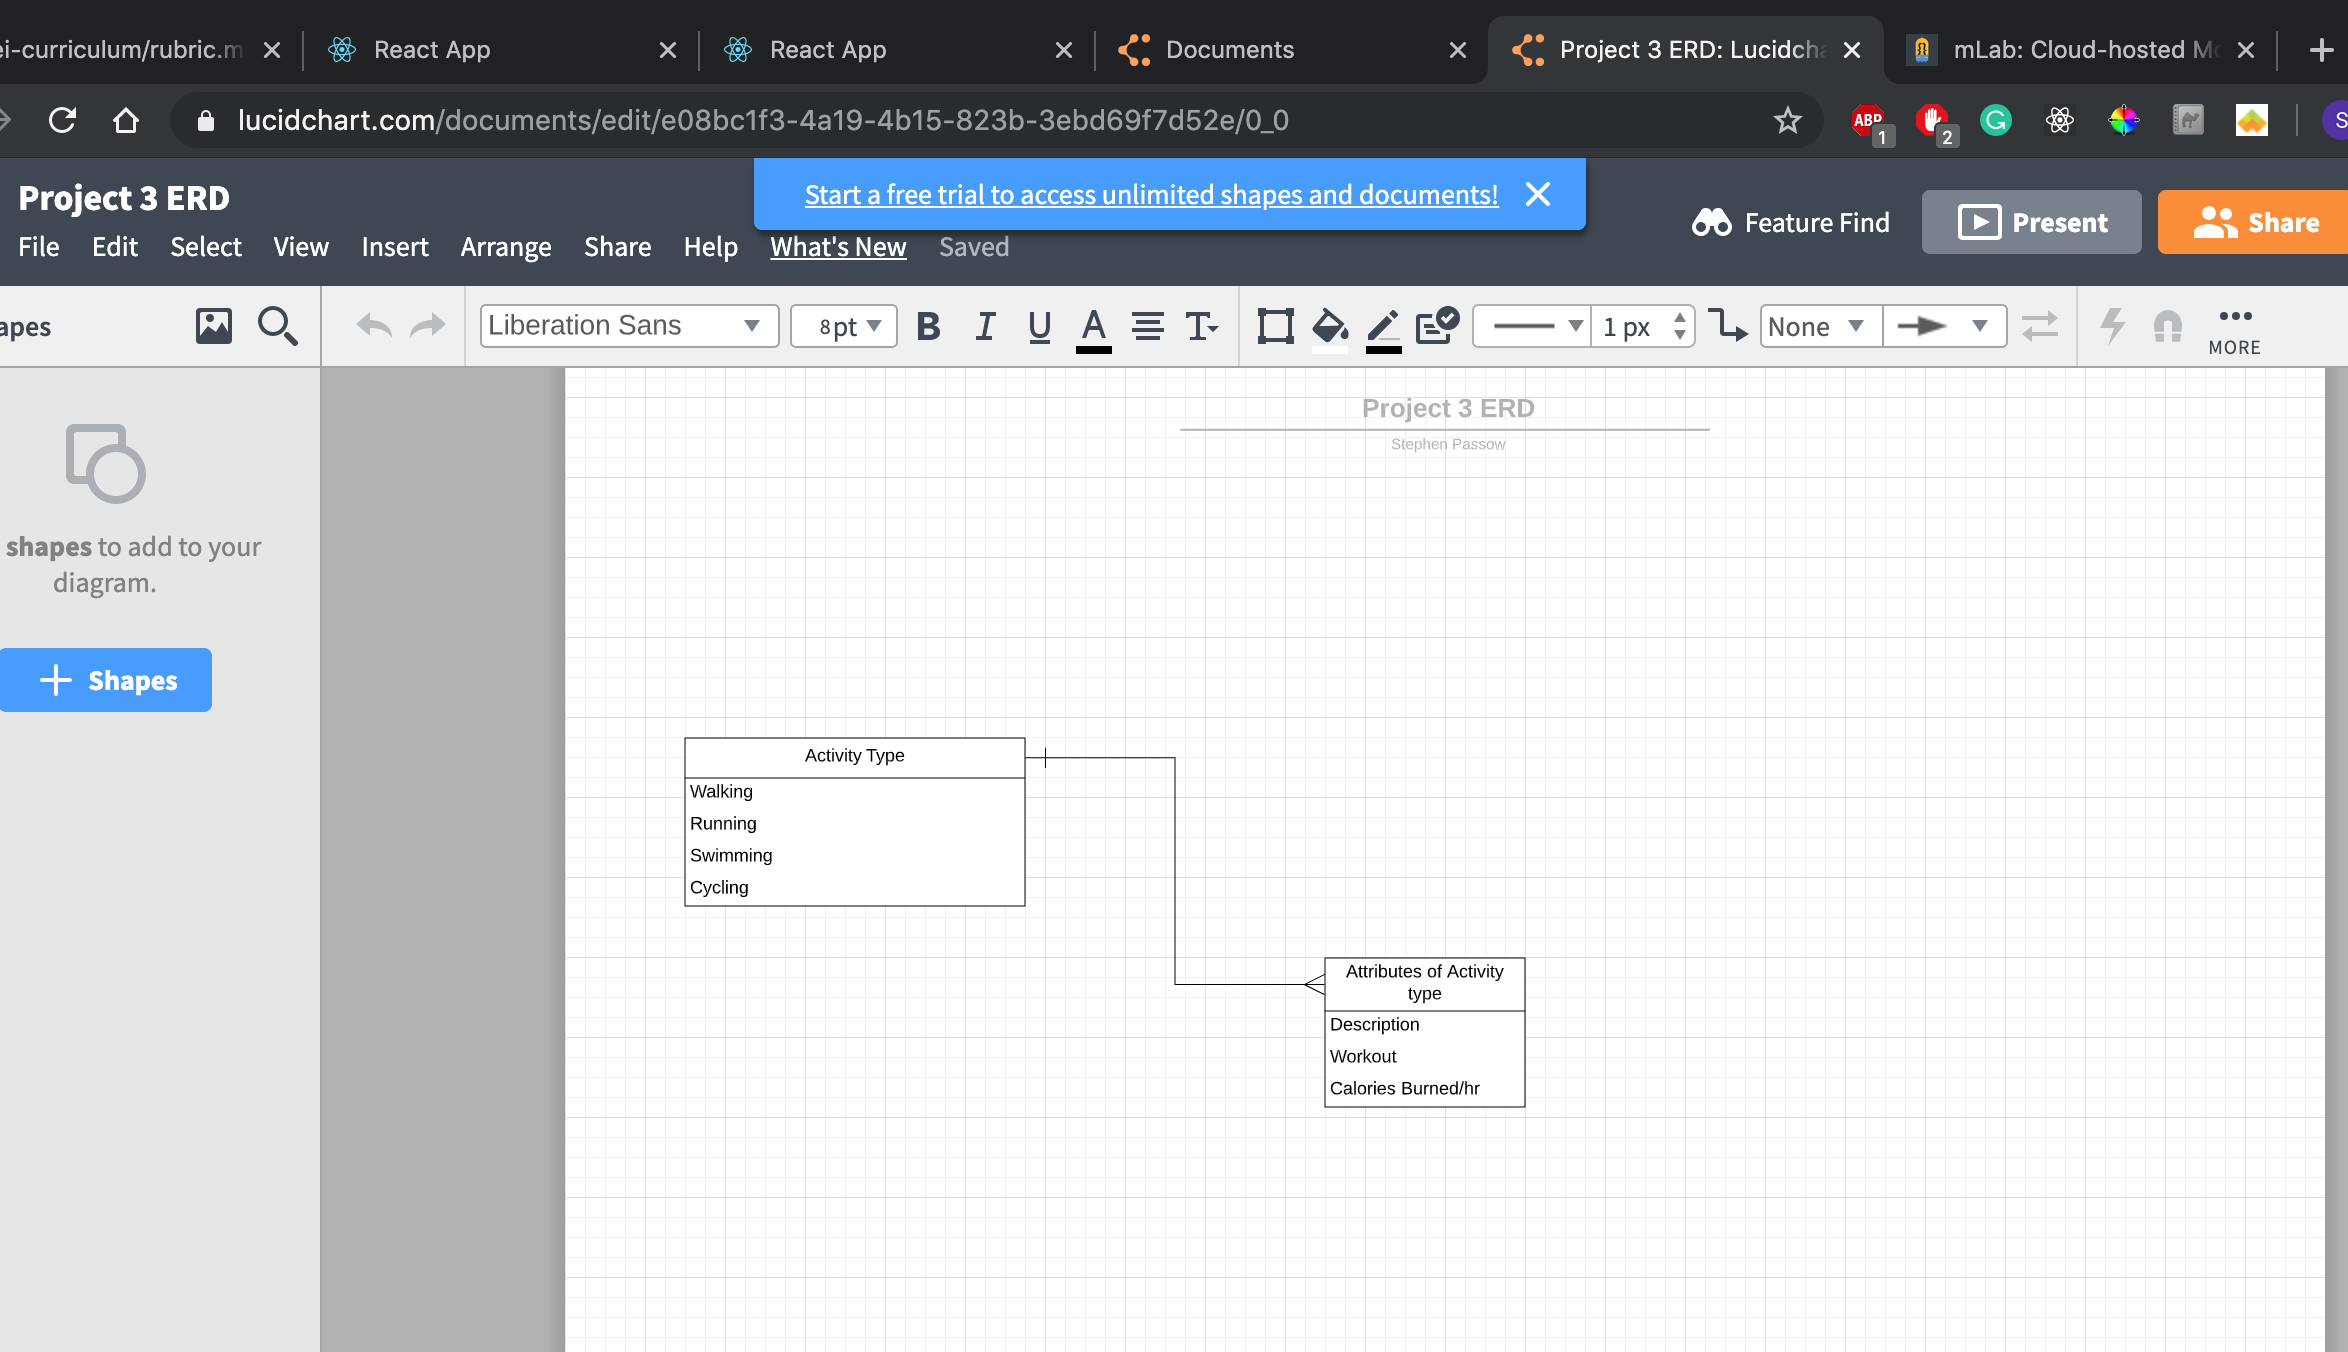 ei-curriculum/rubric.m
React App
React App
Documents
Project 3 ERD: Lucidch
mLab: Cloud-hosted M
lucidchart.com/documents/edit/e08bc1f3-4a19-4b15-823b-3ebd69f7d52e/0_0
ABP
1
2
G
S
Project 3 ERD
Start a free trial to access unlimited shapes and documents!
Feature Find
Present
Share
File Edit Select View Insert Arrange Share Help What's New Saved
apes
Liberation Sans
8pt
B I U A T
1 px
None
MORE
shapes to add to your
diagram.
Shapes
Project 3 ERD
Stephen Passow
Activity Type
Walking
Running
Swimming
Cycling
Attributes of Activity
type
Description
Workout
Calories Burned/hr